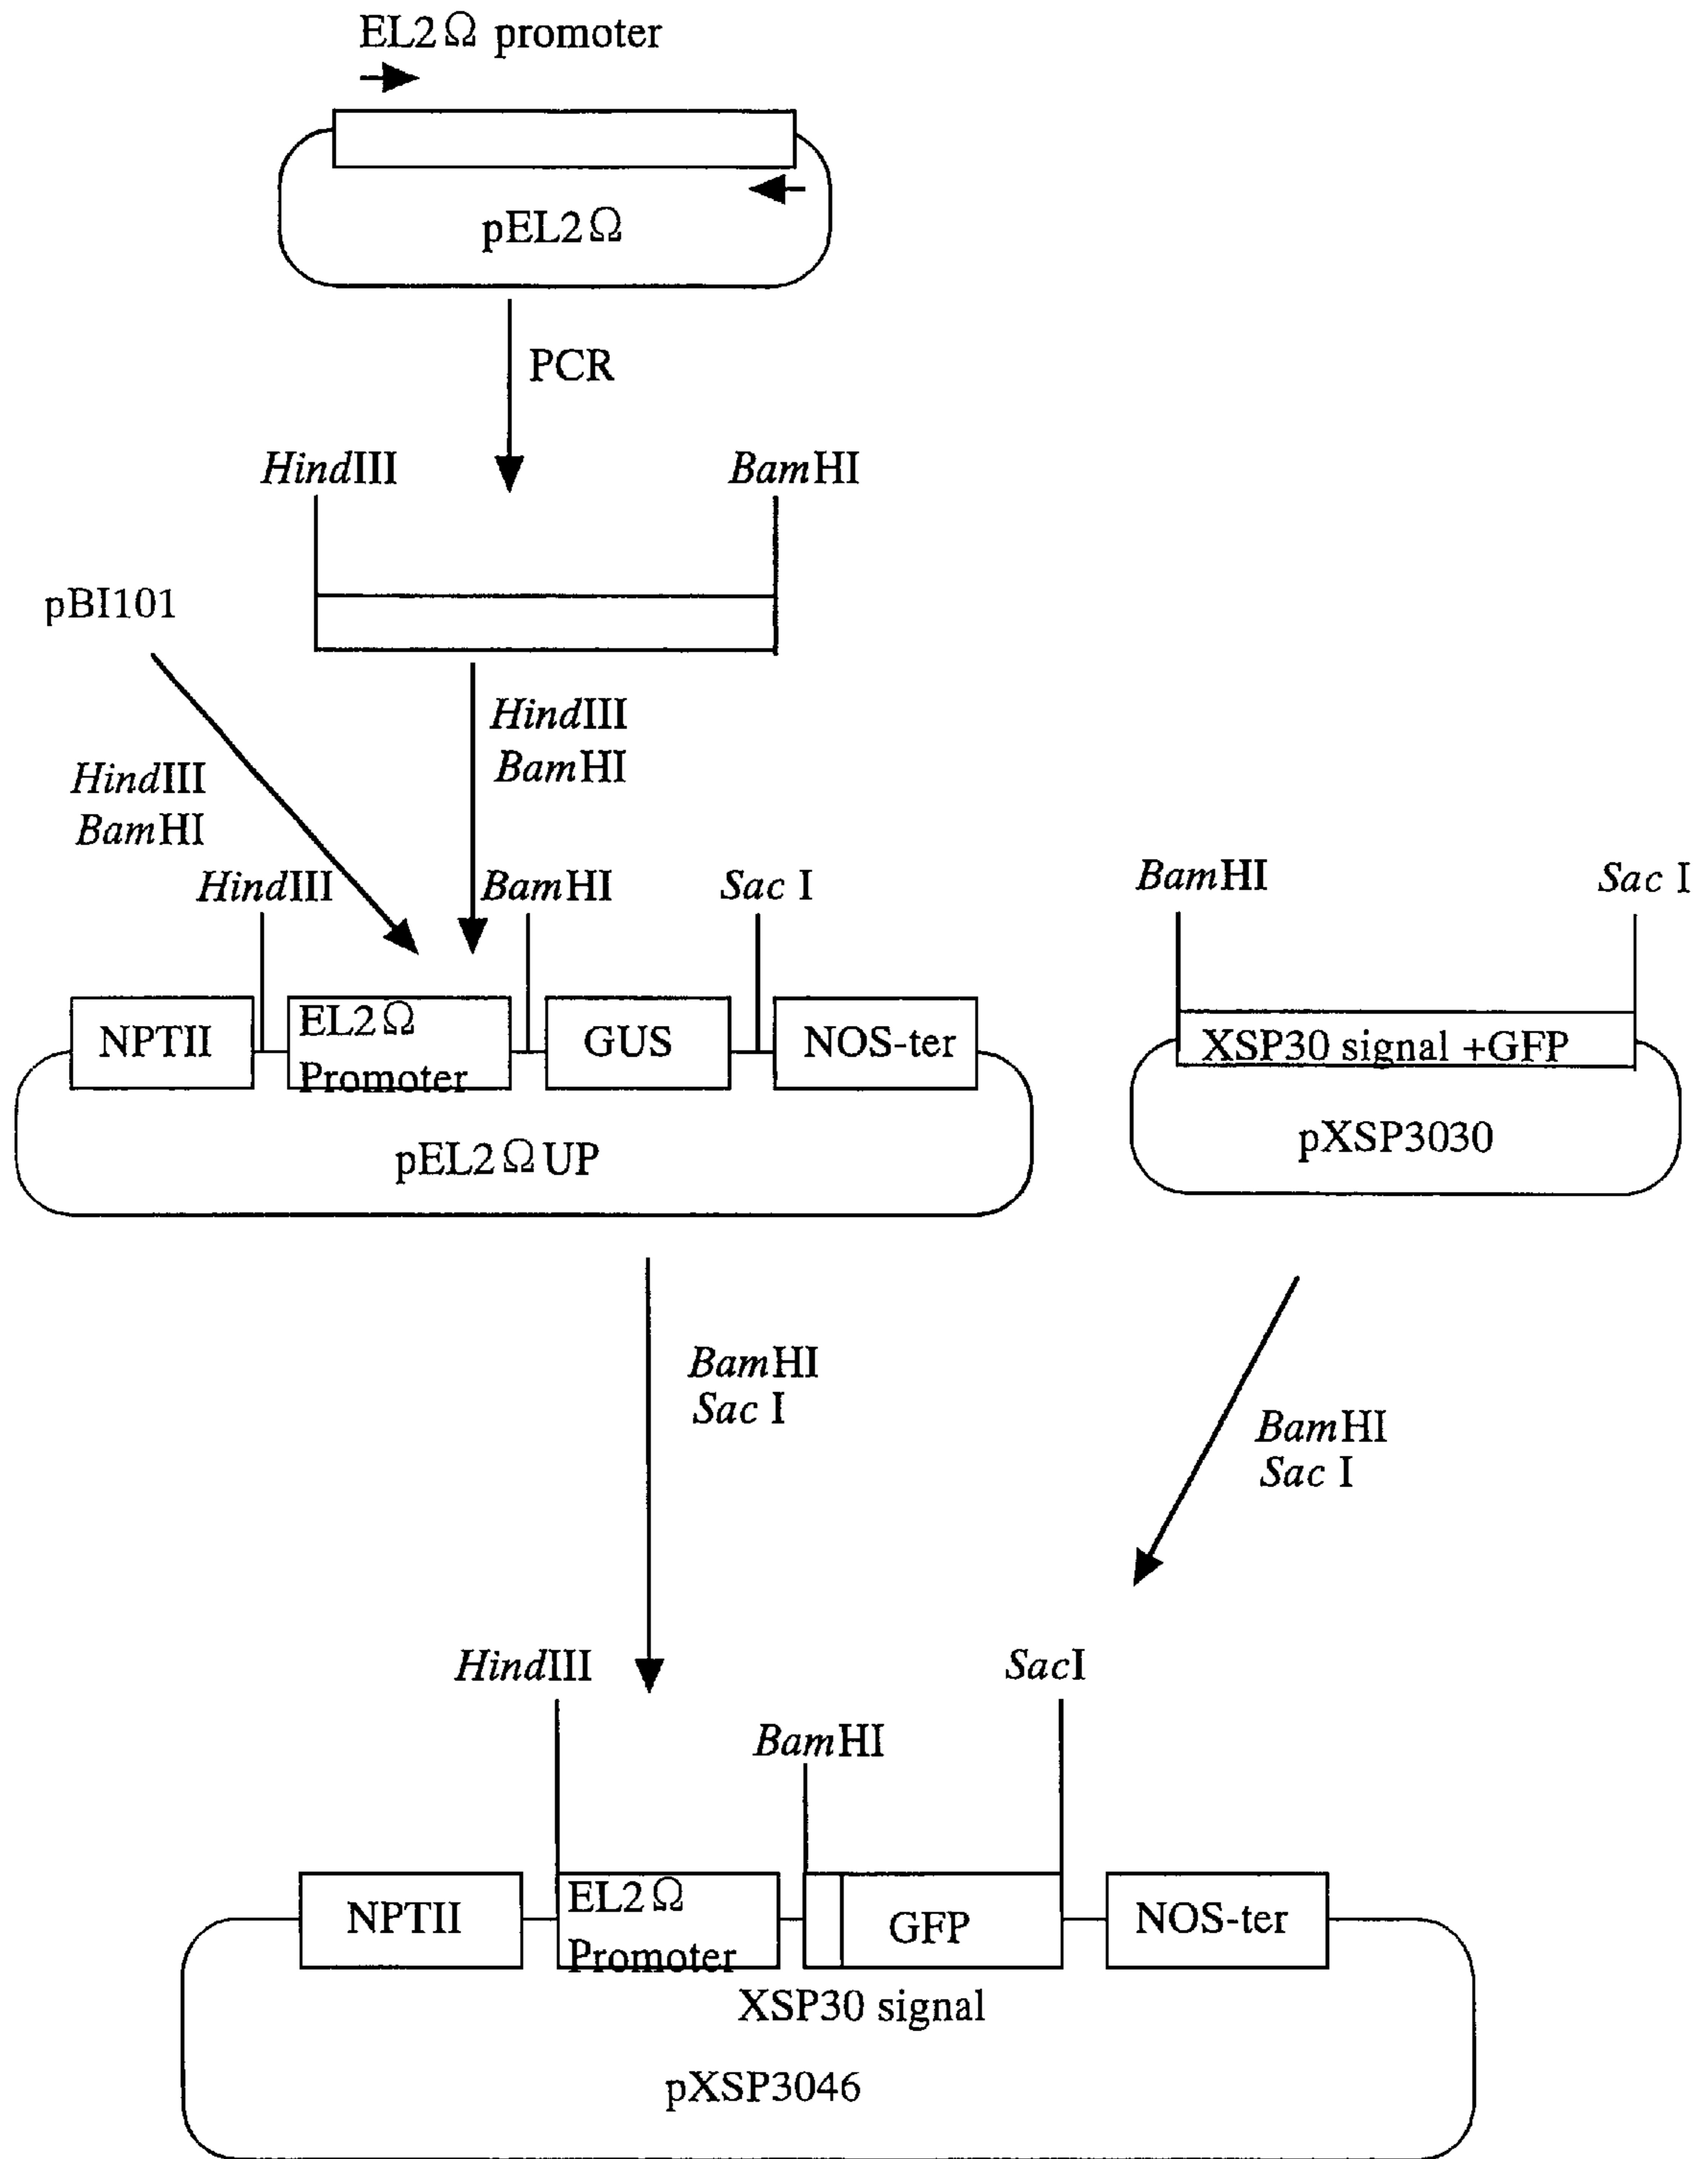 EL2Ω promoter
pEL2Ω
PCR
HindIII
BamHI
pBI101
HindIII
BamHI
HindIII
BamHI
HindIII
BamHI
Sac I
BamHI
Sac I
NPTII
EL2Ω
Promoter
GUS
NOS-ter
XSP30 signal +GFP
pEL2ΩUP
pXSP3030
BamHI
Sac I
BamHI
Sac I
HindIII
SacI
BamHI
NPTII
EL2Ω
Promoter
GFP
NOS-ter
XSP30 signal
pXSP3046